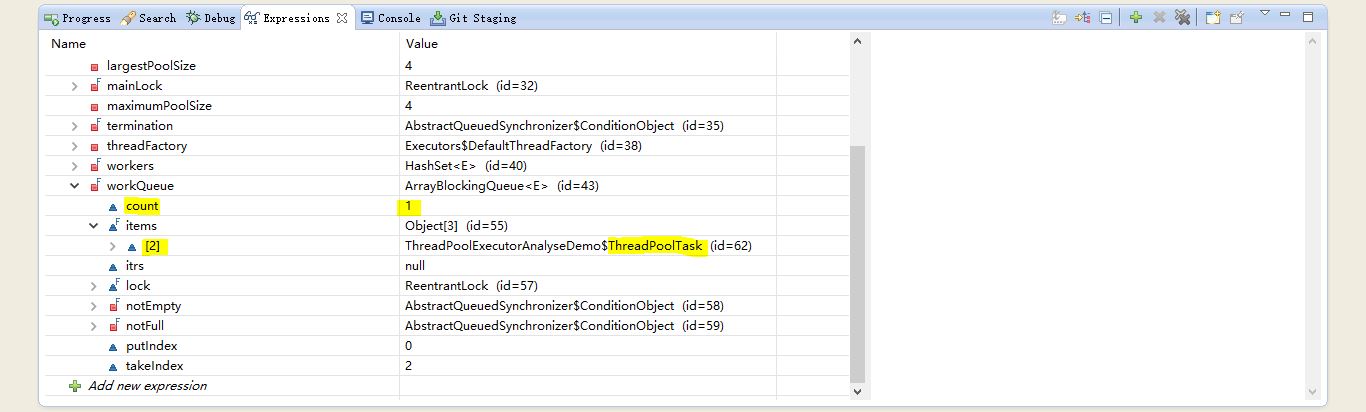 Progress Search Debug Expressions Console Git Staging
Name Value
largestPoolSize 4
F mainLock ReentrantLock (id=32)
maximumPoolSize 4
F termination AbstractQueuedSynchronizer$ConditionObject (id=35)
threadFactory Executors$DefaultThreadFactory (id=38)
F workers HashSet<E> (id=40)
F workQueue ArrayBlockingQueue<E> (id=43)
count 1
F items Object[3] (id=55)
[2] ThreadPoolExecutorAnalyseDemo$ThreadPoolTask (id=62)
itrs null
F lock ReentrantLock (id=57)
F notEmpty AbstractQueuedSynchronizer$ConditionObject (id=58)
F notFull AbstractQueuedSynchronizer$ConditionObject (id=59)
putIndex 0
takeIndex 2
Add new expression